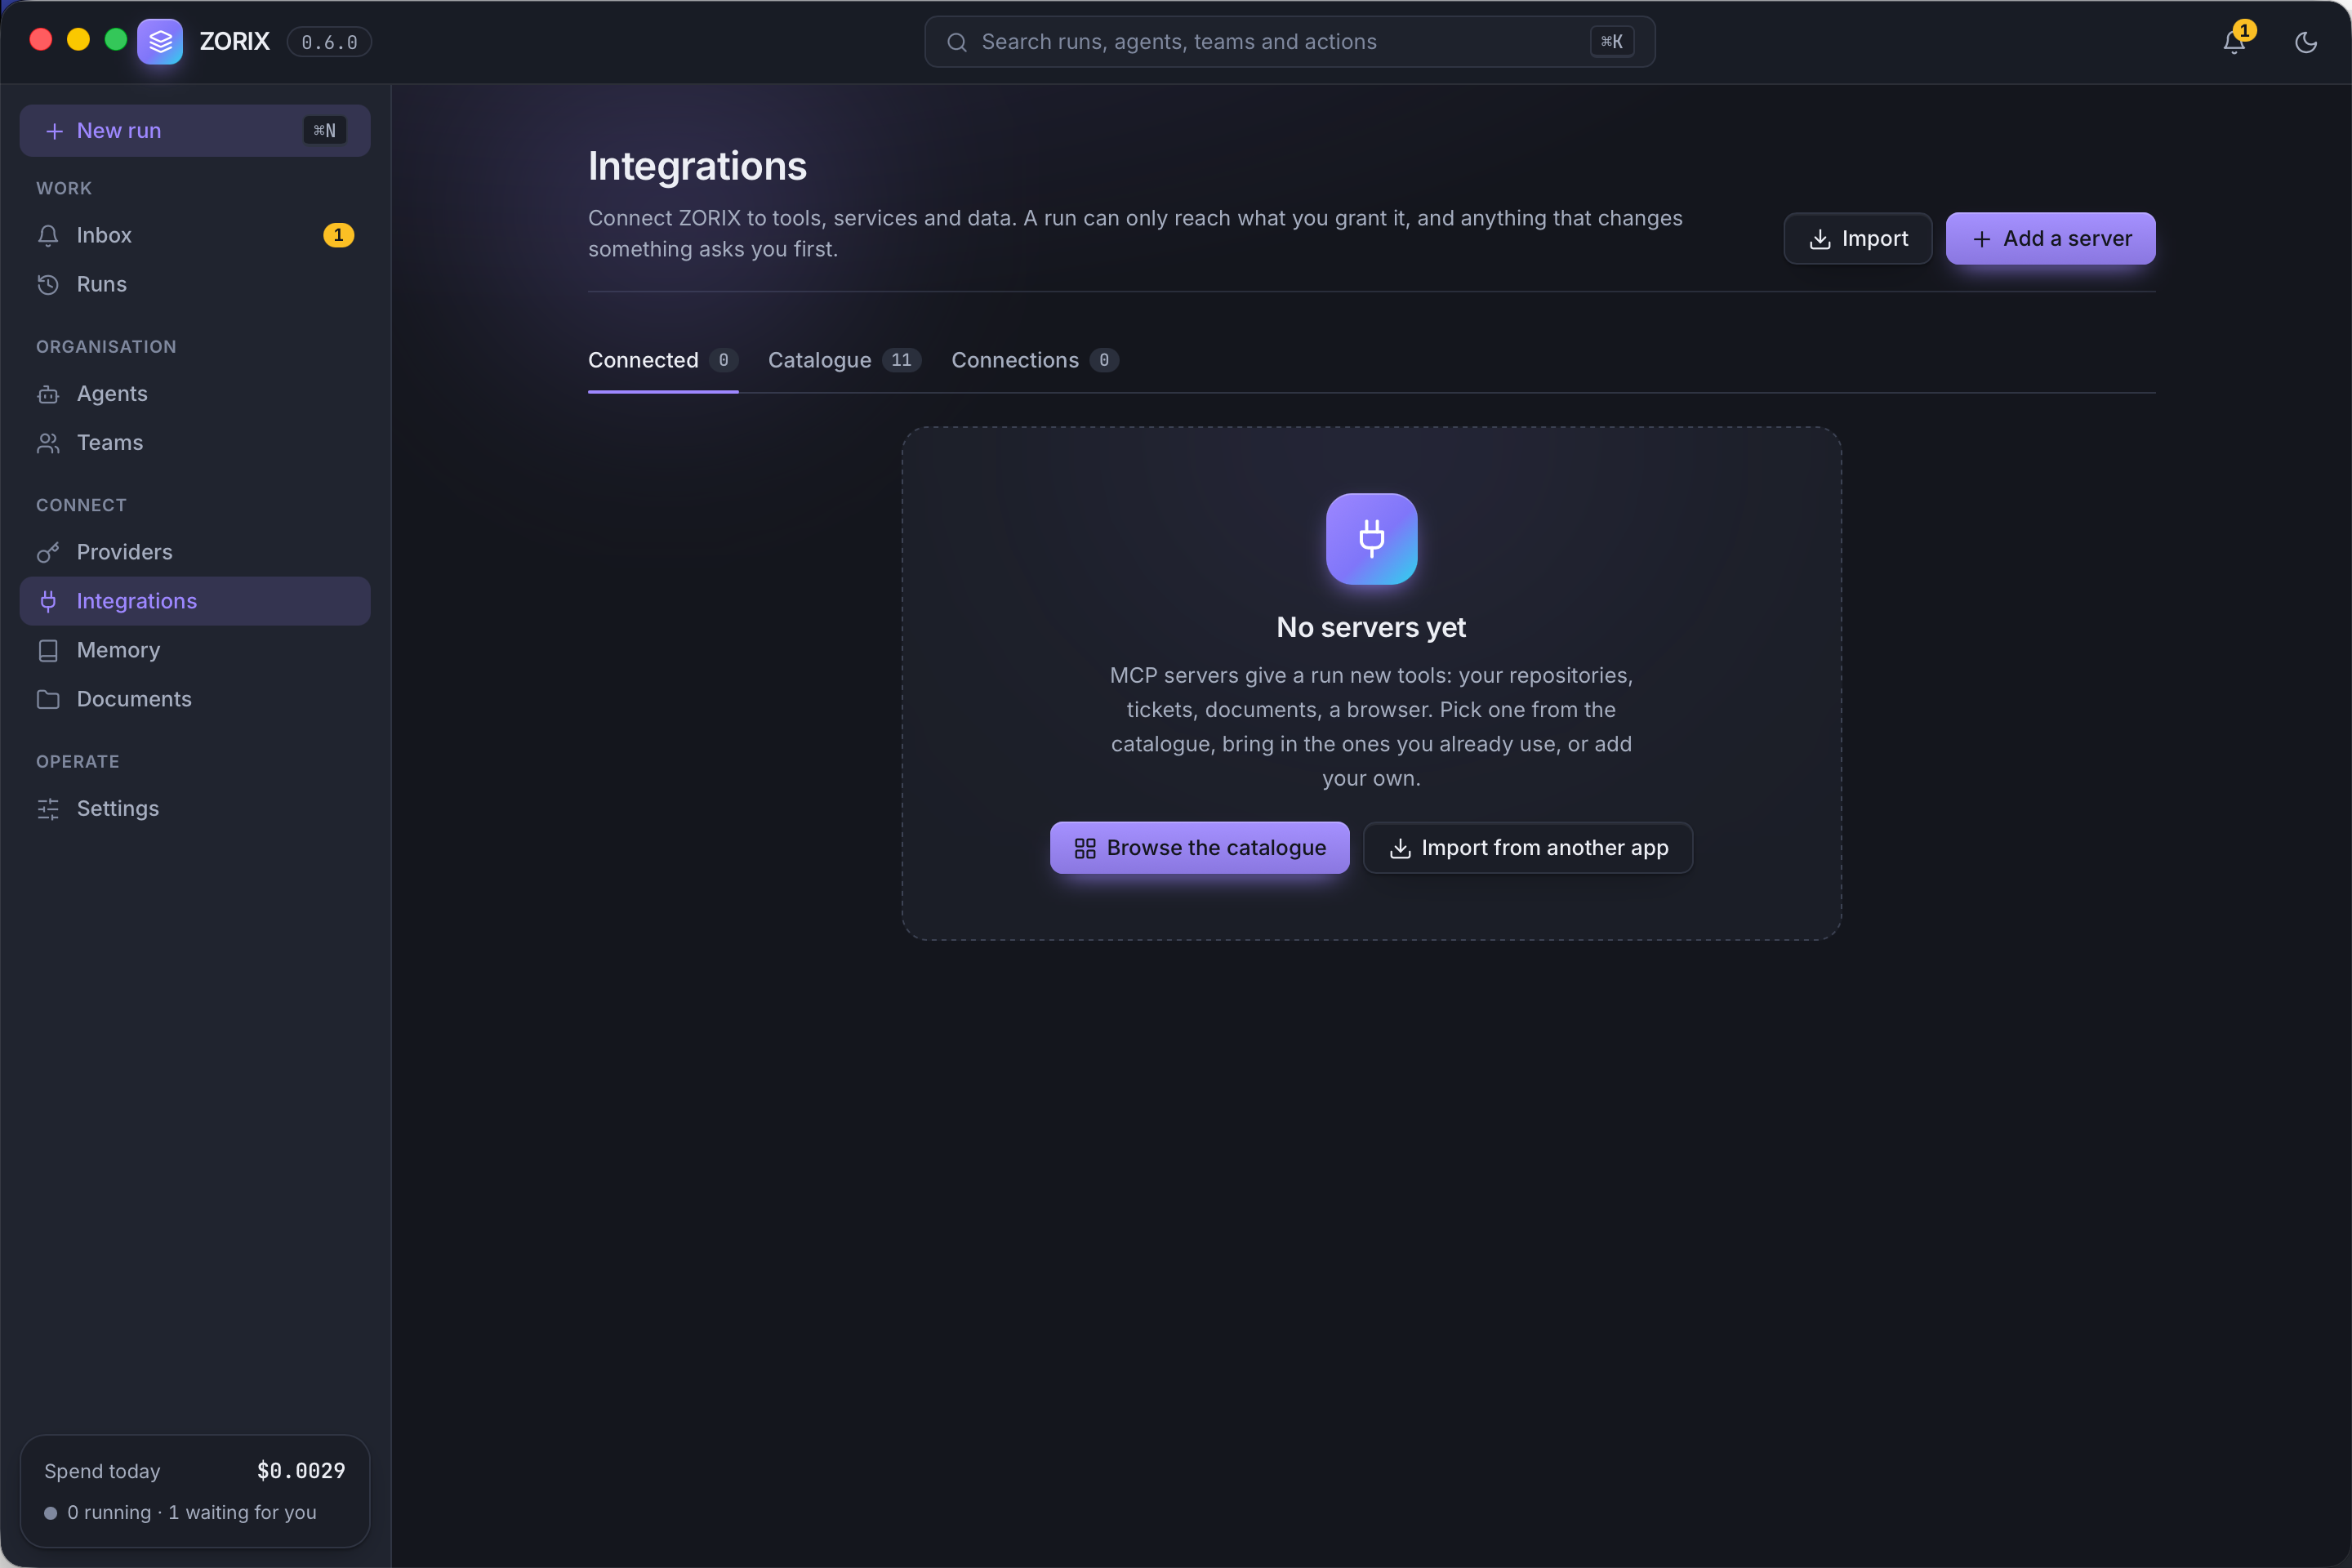 ZORIX 0.6.0
Search runs, agents, teams and actions ⌘K
1
New run ⌘N
WORK
Inbox 1
Runs
ORGANISATION
Agents
Teams
CONNECT
Providers
Integrations
Memory
Documents
OPERATE
Settings
Spend today $0.0029
0 running · 1 waiting for you
Integrations
Connect ZORIX to tools, services and data. A run can only reach what you grant it, and anything that changes
something asks you first.
Import
Add a server
Connected 0 Catalogue 11 Connections 0
No servers yet
MCP servers give a run new tools: your repositories,
tickets, documents, a browser. Pick one from the
catalogue, bring in the ones you already use, or add
your own.
Browse the catalogue
Import from another app